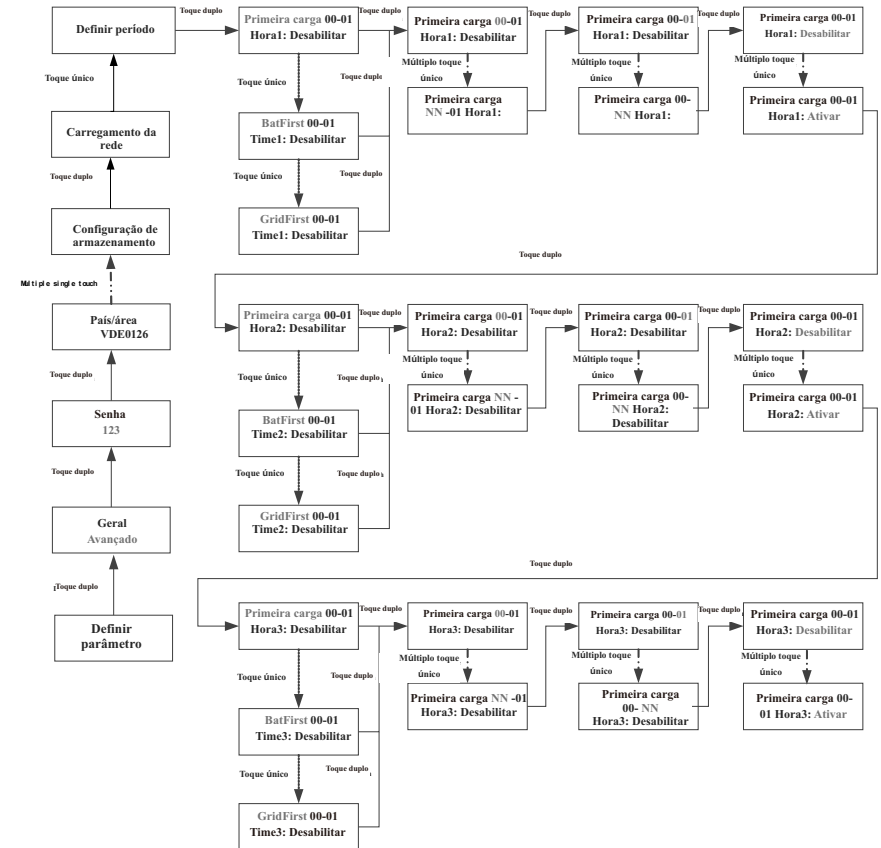 Definir período
Toque duplo
Primeira carga 00-01
Hora1: Desabilitar
Toque duplo
Primeira carga 00-01
Hora1: Desabilitar
Toque duplo
Primeira carga 00-01
Hora1: Desabilitar
Toque duplo
Primeira carga 00-01
Hora1: Desabilitar
Toque único
Toque único
Toque duplo
Múltiplo toque
único
Múltiplo toque
único
Múltiplo toque
único
Primeira carga
NN -01 Hora1:
Primeira carga 00-
NN Hora1:
Primeira carga 00-01
Hora1: Ativar
Carregamento da
rede
BatFirst 00-01
Time1: Desabilitar
Toque duplo
Toque único
Toque duplo
GridFirst 00-01
Time1: Desabilitar
Configuração de
armazenamento
Toque duplo
Multiple single touch
País/área
VDE0126
Primeira carga 00-01
Hora2: Desabilitar
Toque duplo
Primeira carga 00-01
Hora2: Desabilitar
Toque duplo
Primeira carga 00-01
Hora2: Desabilitar
Toque duplo
Primeira carga 00-01
Hora2: Desabilitar
Toque duplo
Toque único
Toque duplo
Múltiplo toque
único
Múltiplo toque
único
Múltiplo toque
único
Primeira carga NN -
01 Hora2: Desabilitar
Primeira carga 00-
NN Hora2:
Desabilitar
Primeira carga 00-01
Hora2: Ativar
Senha
123
BatFirst 00-01
Time2: Desabilitar
Toque duplo
Toque único
Toque duplo
Geral
Avançado
GridFirst 00-01
Time2: Desabilitar
Toque duplo
Toque duplo
Definir
parâmetro
Primeira carga 00-01
Hora3: Desabilitar
Toque duplo
Primeira carga 00-01
Hora3: Desabilitar
Toque duplo
Primeira carga 00-01
Hora3: Desabilitar
Toque duplo
Primeira carga 00-01
Hora3: Desabilitar
Toque único
Toque duplo
Múltiplo toque
único
Múltiplo toque
único
Múltiplo toque
único
Primeira carga NN -01
Hora3: Desabilitar
Primeira carga
00- NN
Hora3: Desabilitar
Primeira carga 00-
01 Hora3: Ativar
BatFirst 00-01
Time3: Desabilitar
Toque único
Toque duplo
GridFirst 00-01
Time3: Desabilitar